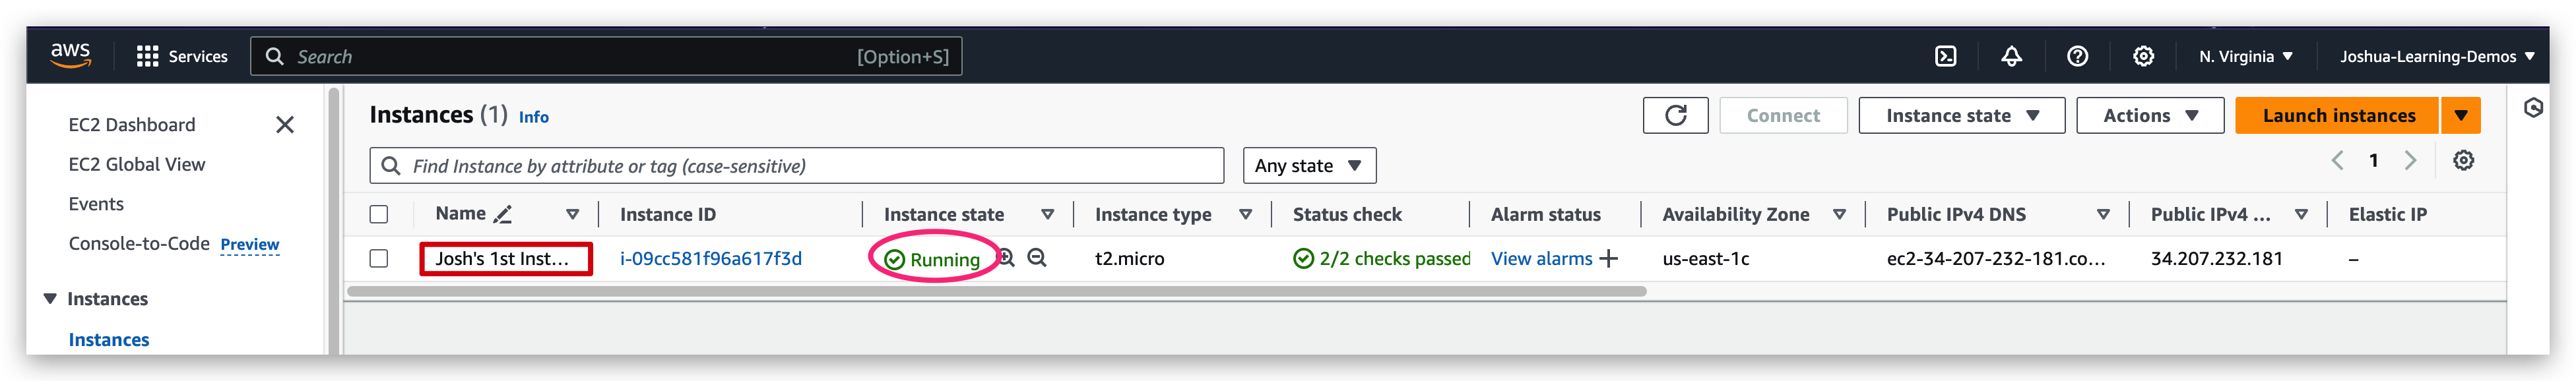 aws Services Search [Option+S] N. Virginia Joshua-Learning-Demos
EC2 Dashboard
EC2 Global View
Events
Console-to-Code Preview
Instances
Instances
Instances (1) Info Connect Instance state Actions Launch instances
Find Instance by attribute or tag (case-sensitive) Any state 1
Name Instance ID Instance state Instance type Status check Alarm status Availability Zone Public IPv4 DNS Public IPv4 ... Elastic IP
Josh's 1st Inst... i-09cc581f96a617f3d Running t2.micro 2/2 checks passed View alarms + us-east-1c ec2-34-207-232-181.co... 34.207.232.181 –